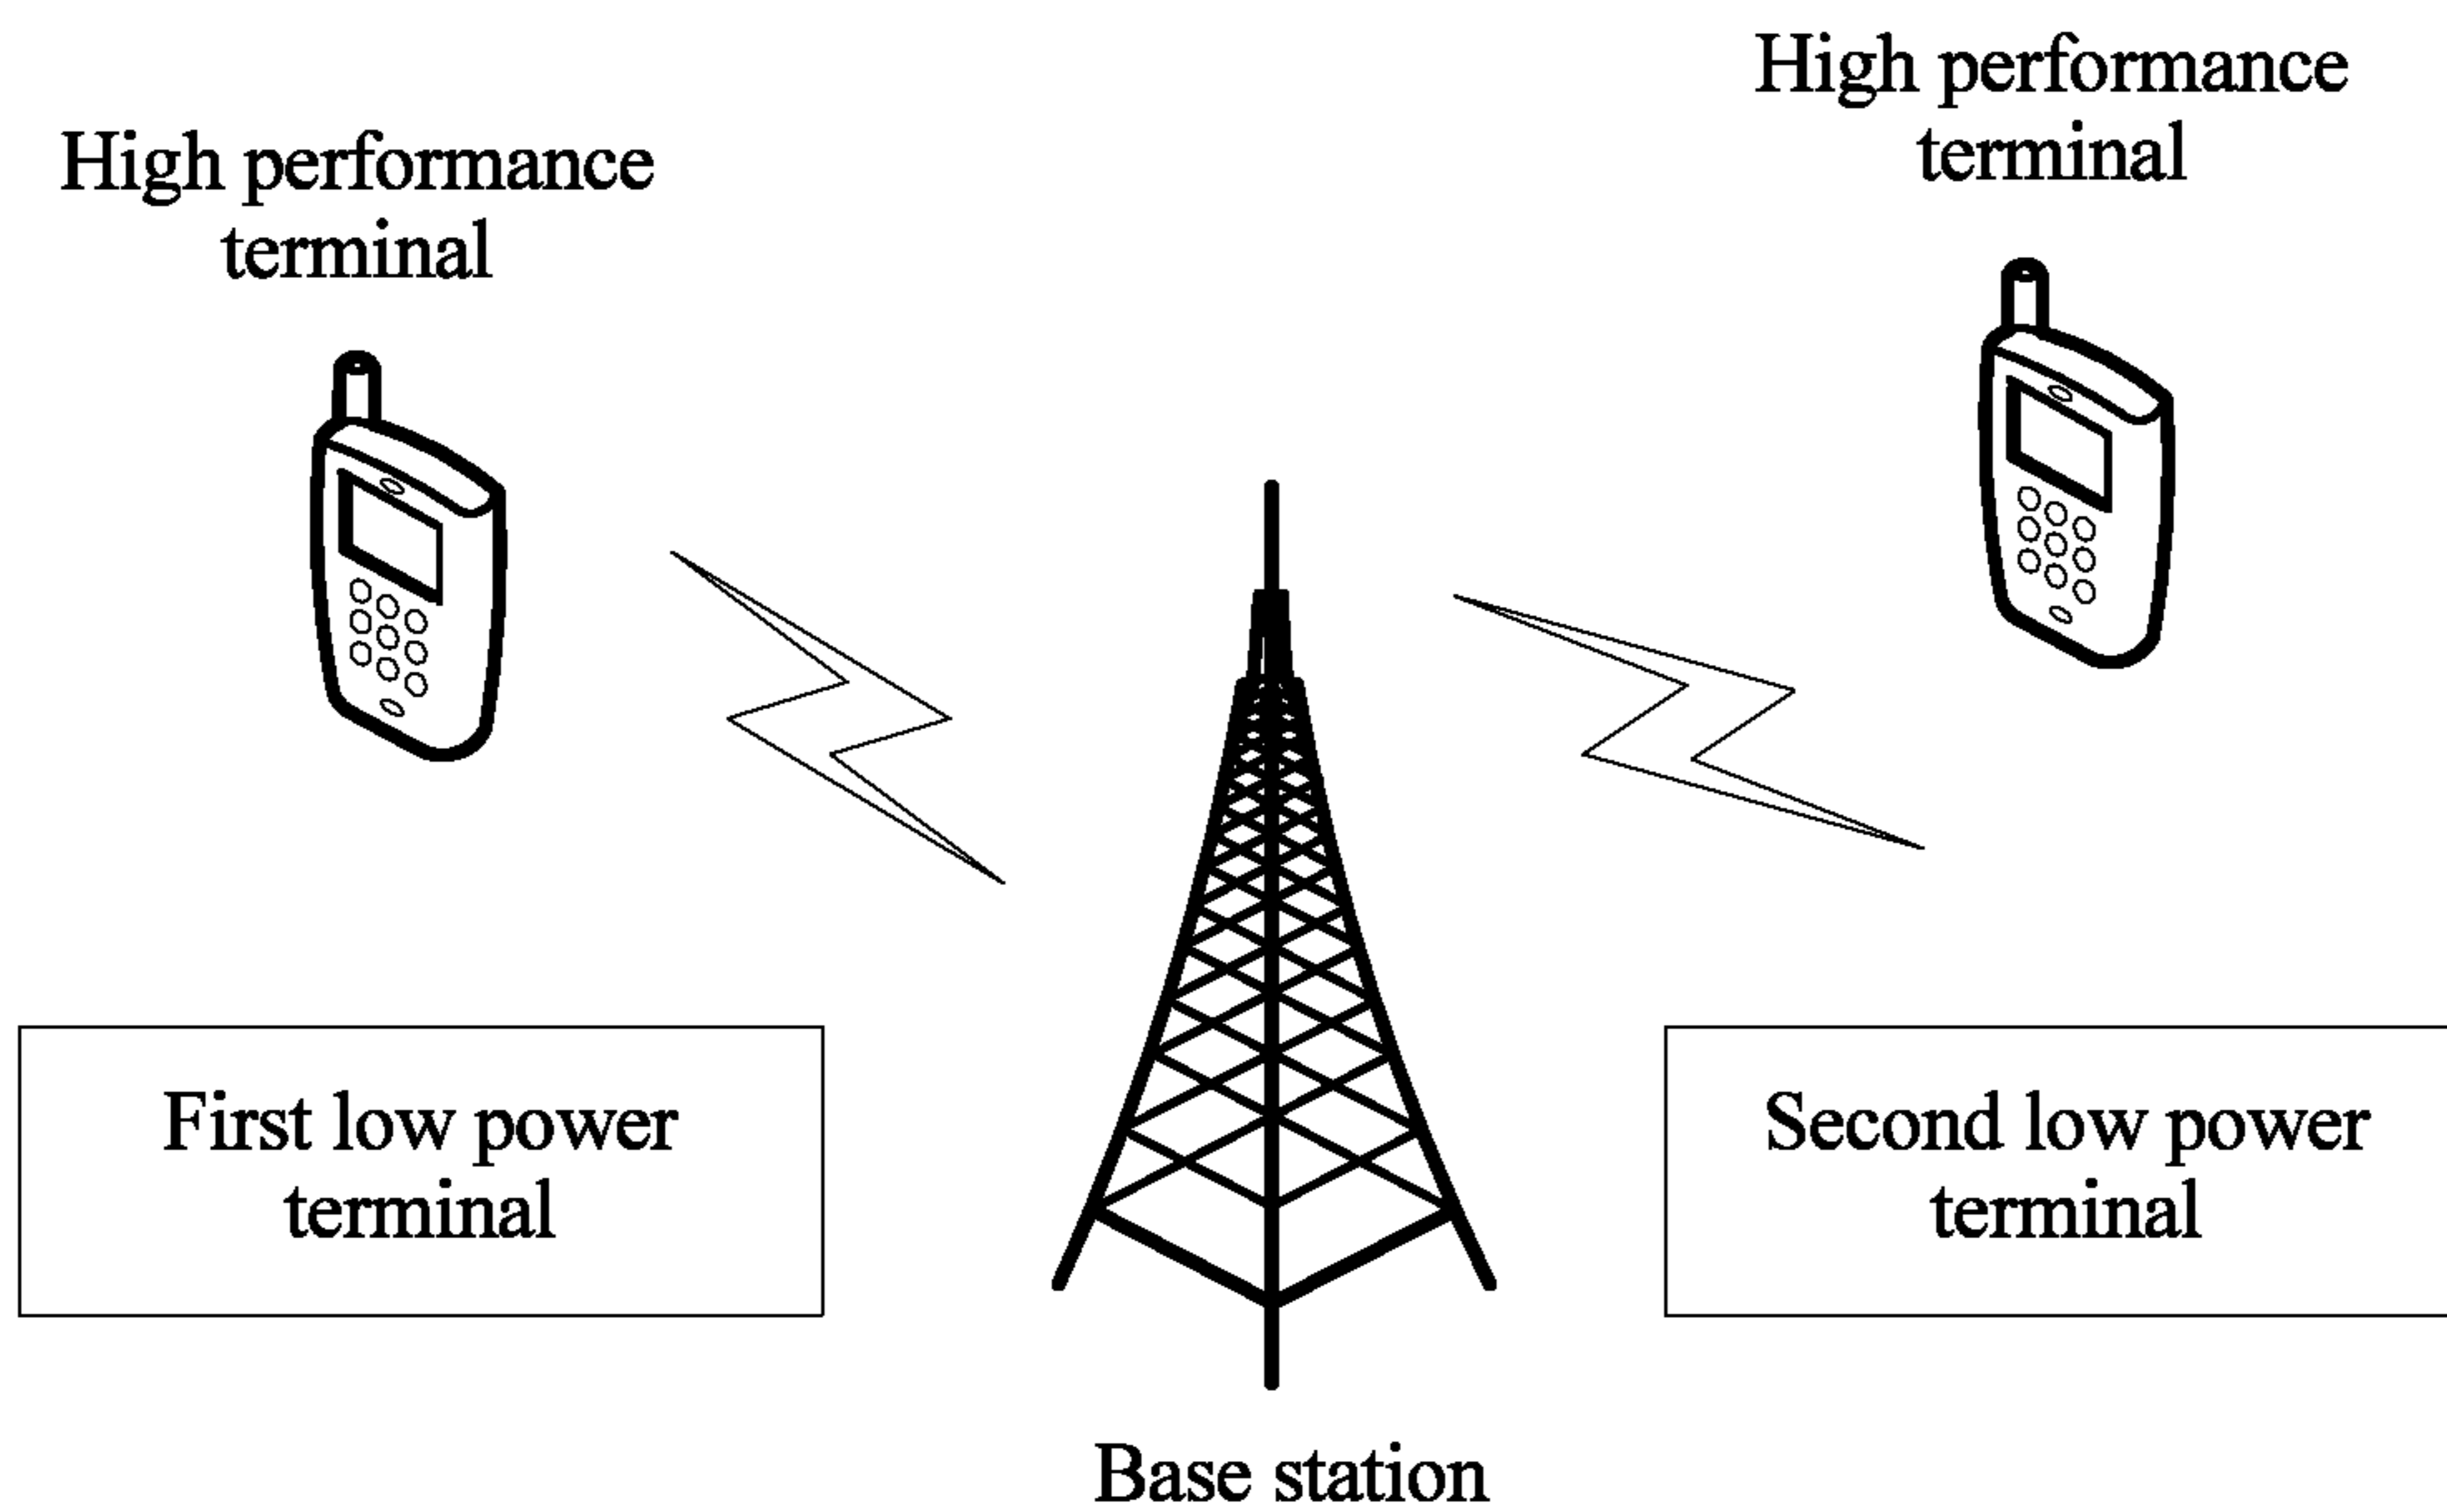 High performance
terminal
High performance
terminal
First low power
terminal
Second low power
terminal
Base station